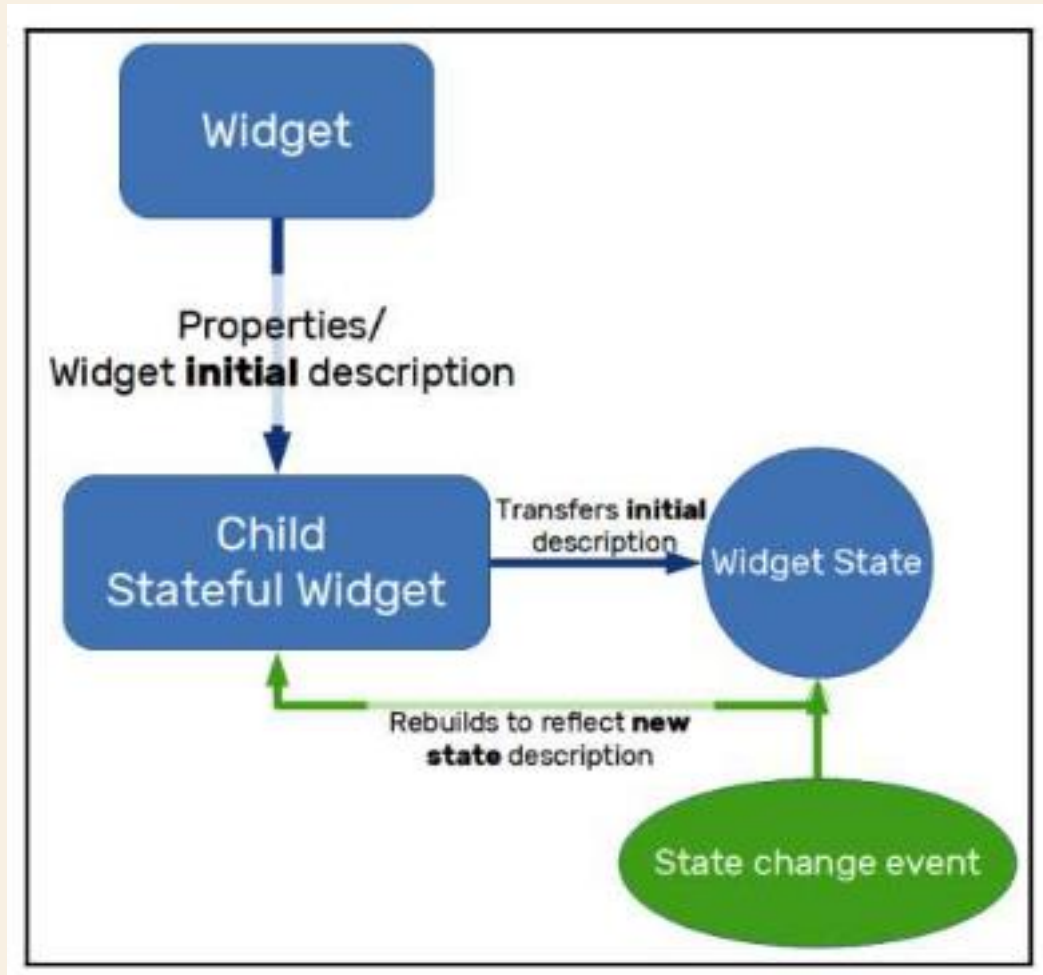 Widget
Properties/
Widget initial description
Child
Stateful Widget
Transfers initial
description
Widget State
Rebuilds to reflect new
state description
State change event